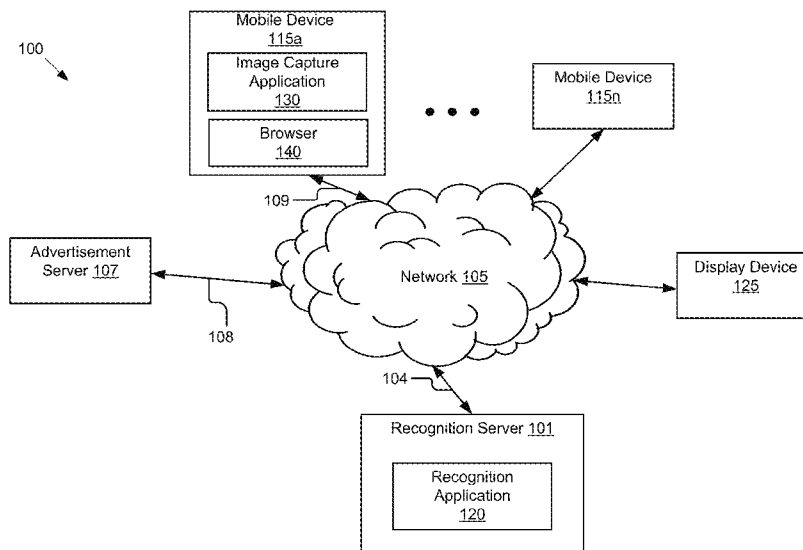 100
Mobile Device
115a
Image Capture
Application
130
Browser
140
Mobile Device
115n
109
Advertisement
Server 107
108
Network 105
Display Device
125
104
Recognition Server 101
Recognition
Application
120